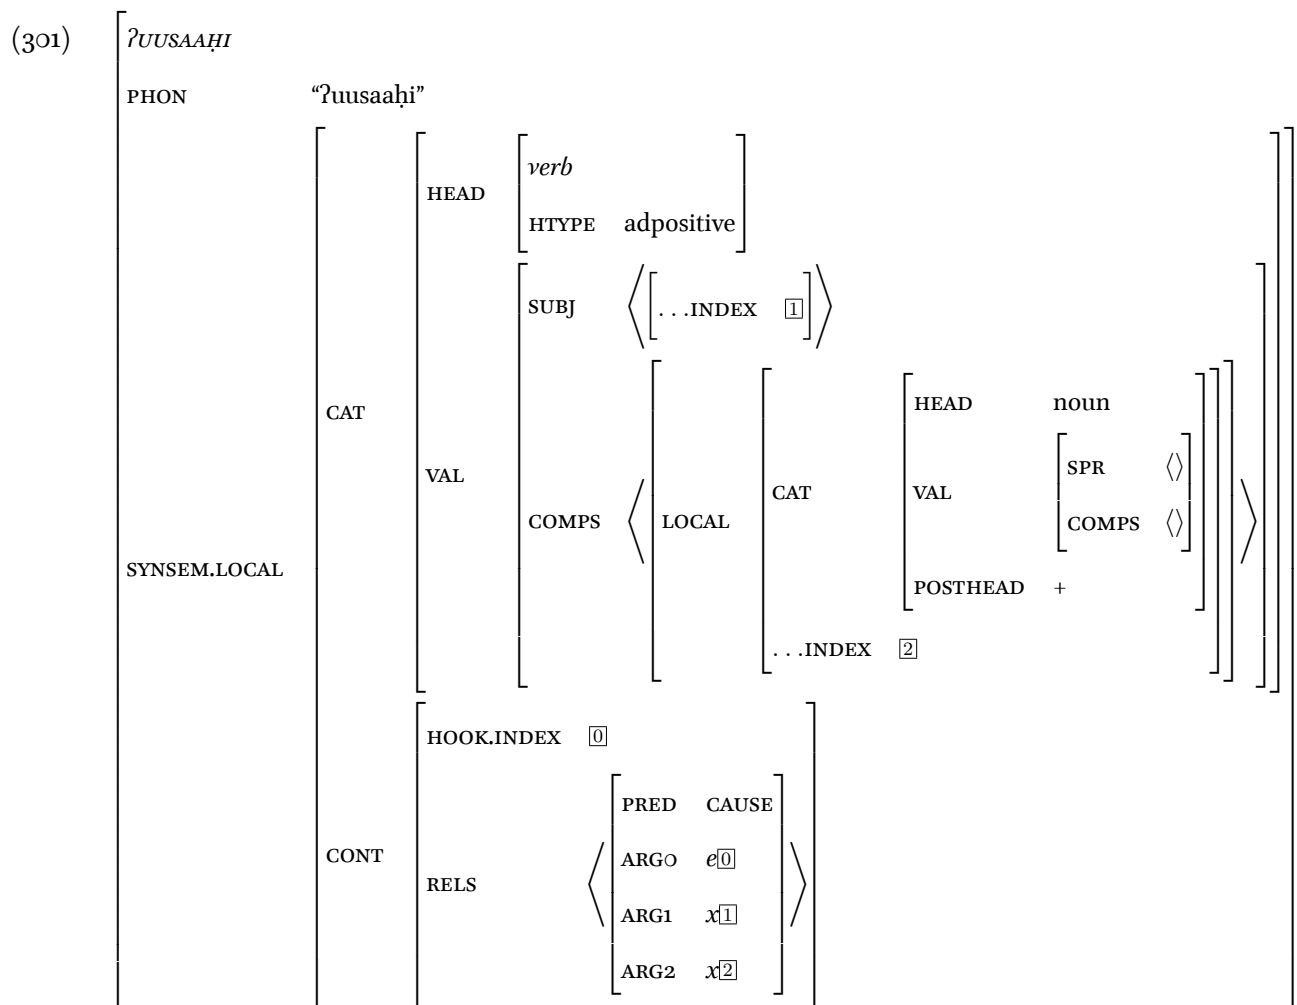 (301)
ʔUUSAAḤI
PHON “ʔuusaaḥi”
verb
HEAD
HTYPE adpositive
SUBJ ⟨[...INDEX 1]⟩
HEAD noun
CAT
SPR ⟨⟩
VAL
CAT VAL
COMPS ⟨ LOCAL
COMPS ⟨⟩
SYNSEM.LOCAL
POSTHEAD +
...INDEX 2
HOOK.INDEX 0
PRED CAUSE
CONT
ARG0 e0
RELS
ARG1 x1
ARG2 x2